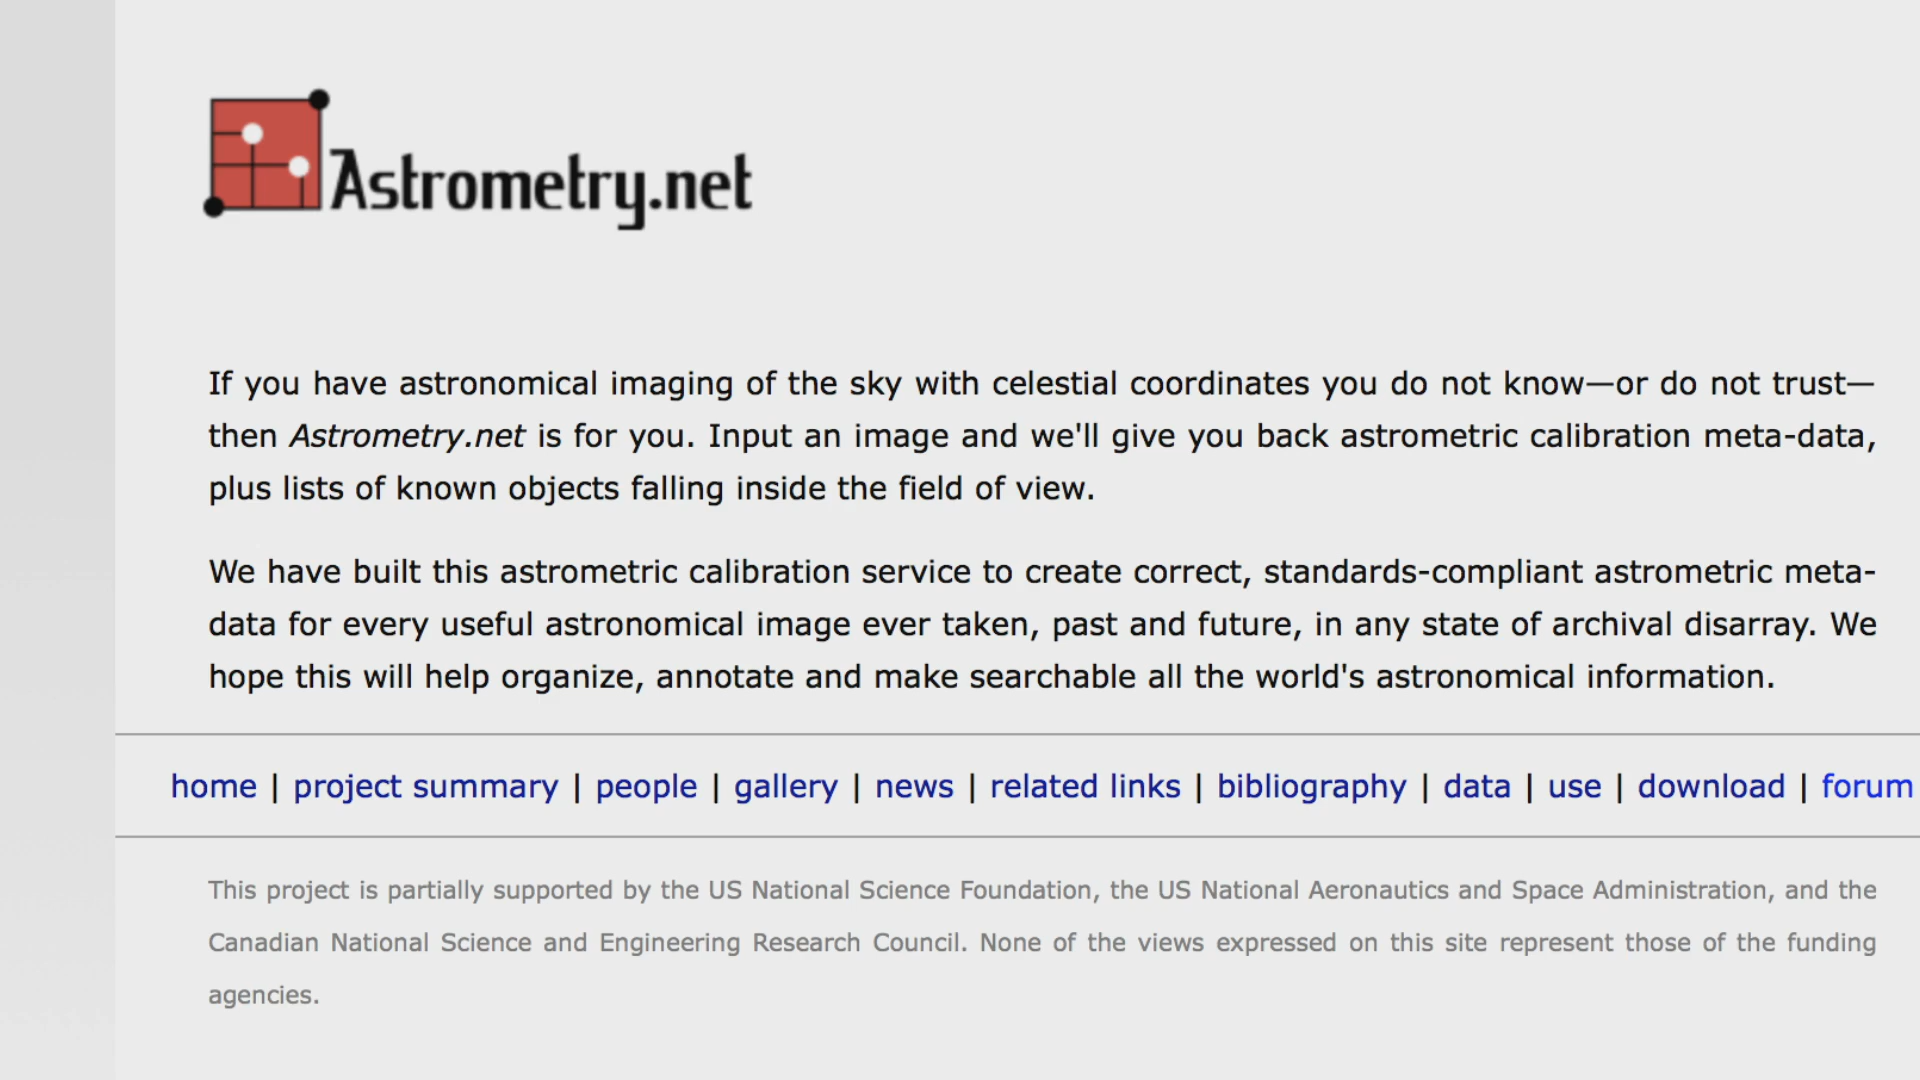 Astrometry.net
If you have astronomical imaging of the sky with celestial coordinates you do not know—or do not trust—
then Astrometry.net is for you. Input an image and we'll give you back astrometric calibration meta-data,
plus lists of known objects falling inside the field of view.
We have built this astrometric calibration service to create correct, standards-compliant astrometric meta-
data for every useful astronomical image ever taken, past and future, in any state of archival disarray. We
hope this will help organize, annotate and make searchable all the world's astronomical information.
home | project summary | people | gallery | news | related links | bibliography | data | use | download | forum
This project is partially supported by the US National Science Foundation, the US National Aeronautics and Space Administration, and the
Canadian National Science and Engineering Research Council. None of the views expressed on this site represent those of the funding
agencies.